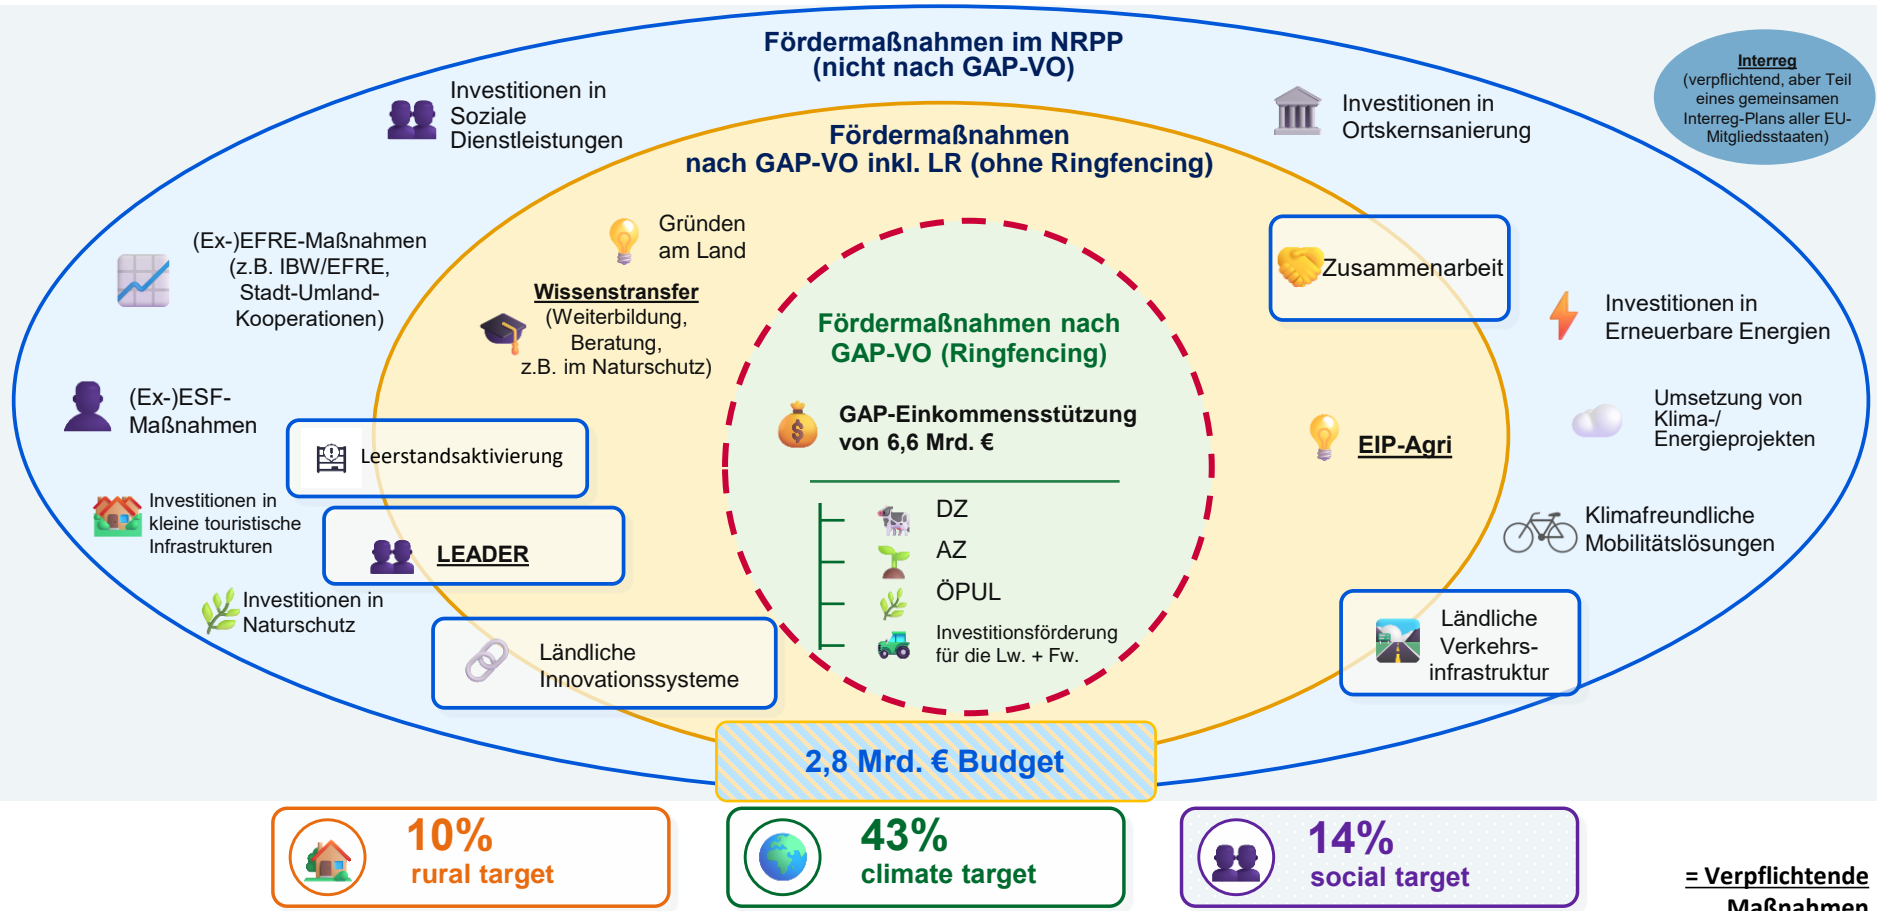 Fördermaßnahmen im NRPP
(nicht nach GAP-VO)
Interreg
(verpflichtend, aber Teil
eines gemeinsamen
Interreg-Plans aller EU-
Mitgliedsstaaten)
Investitionen in
Soziale
Dienstleistungen
Investitionen in
Ortskernsanierung
Fördermaßnahmen
nach GAP-VO inkl. LR (ohne Ringfencing)
(Ex-)EFRE-Maßnahmen
(z.B. IBW/EFRE,
Stadt-Umland-
Kooperationen)
Gründen
am Land
Zusammenarbeit
Wissenstransfer
(Weiterbildung,
Beratung,
z.B. im Naturschutz)
Fördermaßnahmen nach
GAP-VO (Ringfencing)
Investitionen in
Erneuerbare Energien
(Ex-)ESF-
Maßnahmen
GAP-Einkommensstützung
von 6,6 Mrd. €
EIP-Agri
Umsetzung von
Klima-/
Energieprojekten
Leerstandsaktivierung
Investitionen in
kleine touristische
Infrastrukturen
LEADER
DZ
AZ
ÖPUL
Investitionsförderung
für die Lw. + Fw.
Klimafreundliche
Mobilitätslösungen
Investitionen in
Naturschutz
Ländliche
Innovationssysteme
Ländliche
Verkehrs-
infrastruktur
2,8 Mrd. € Budget
10%
rural target
43%
climate target
14%
social target
= Verpflichtende
Maßnahmen